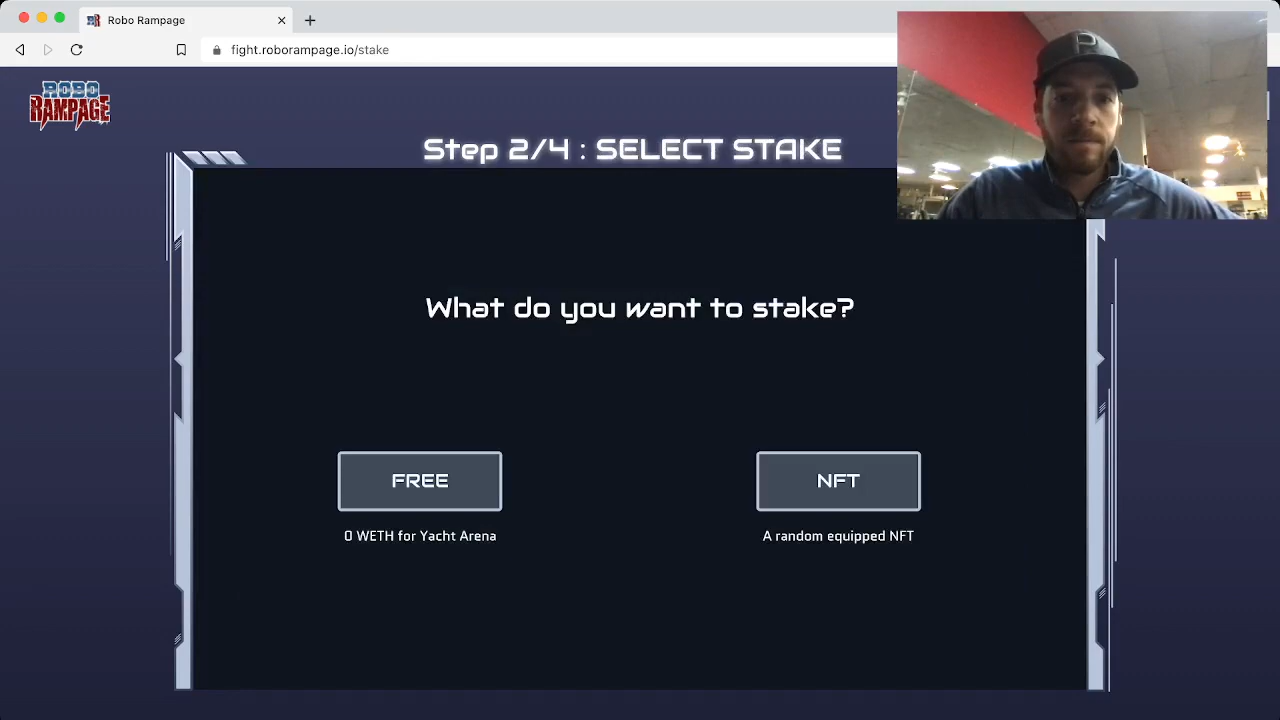 Robo Rampage
fight.roborampage.io/stake
ROBO
RAMPAGE
Step 2/4 : SELECT STAKE
What do you want to stake?
FREE
NFT
0 WETH for Yacht Arena
A random equipped NFT
P